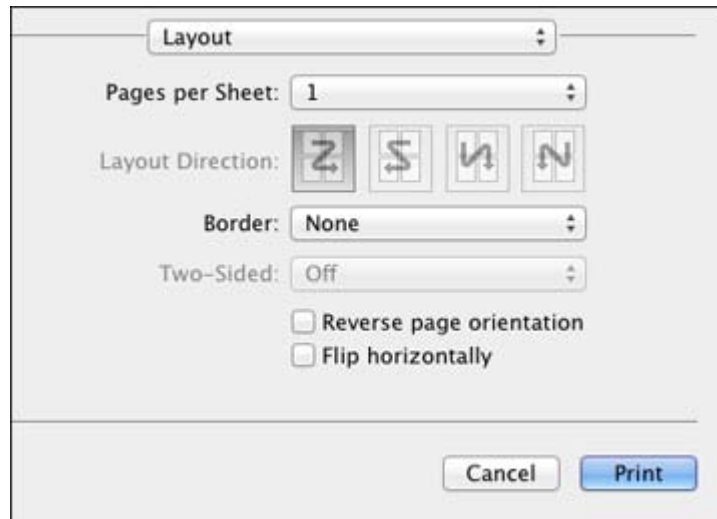 Layout
Pages per Sheet: 1
Layout Direction:
Border: None
Two-Sided: Off
Reverse page orientation
Flip horizontally
Cancel Print